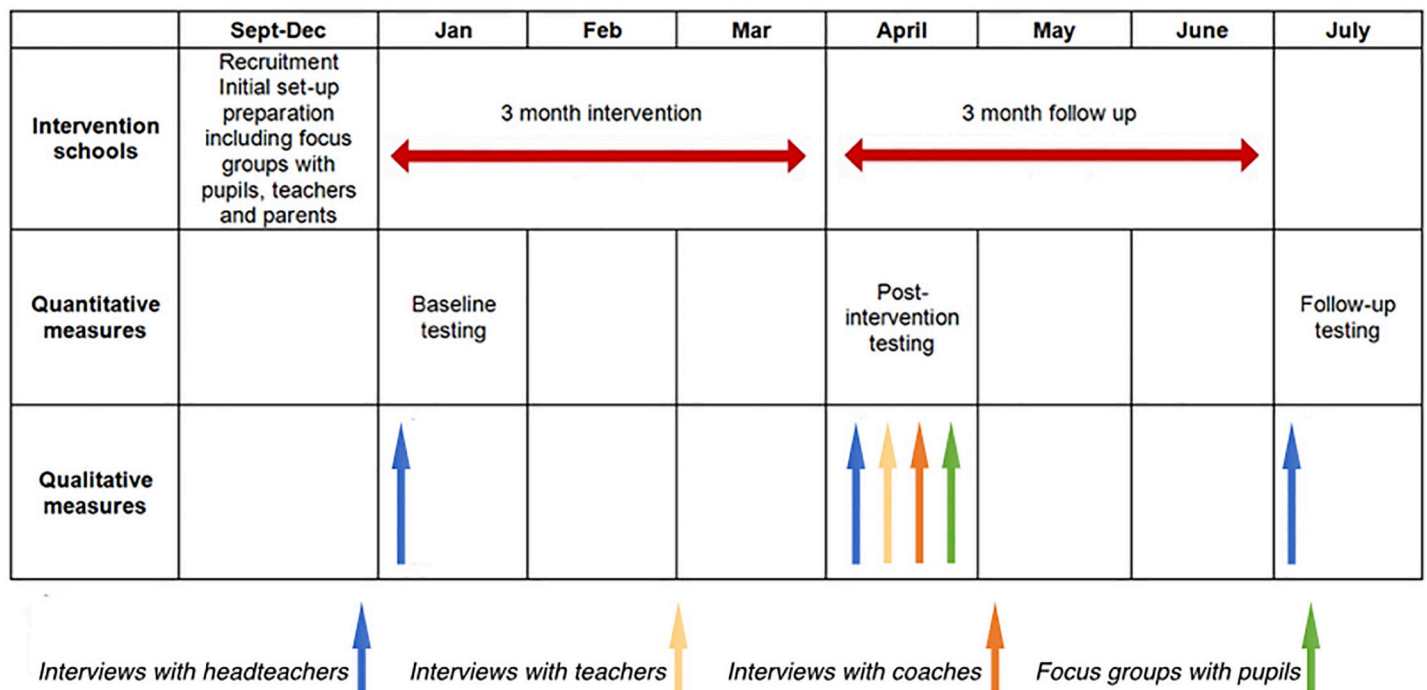 Sept-Dec Jan Feb Mar April May June July
Intervention
schools
Recruitment
Initial set-up
preparation
including focus
groups with
pupils, teachers
and parents
3 month intervention
3 month follow up
Quantitative
measures
Baseline
testing
Post-
intervention
testing
Follow-up
testing
Qualitative
measures
Interviews with headteachers Interviews with teachers Interviews with coaches Focus groups with pupils